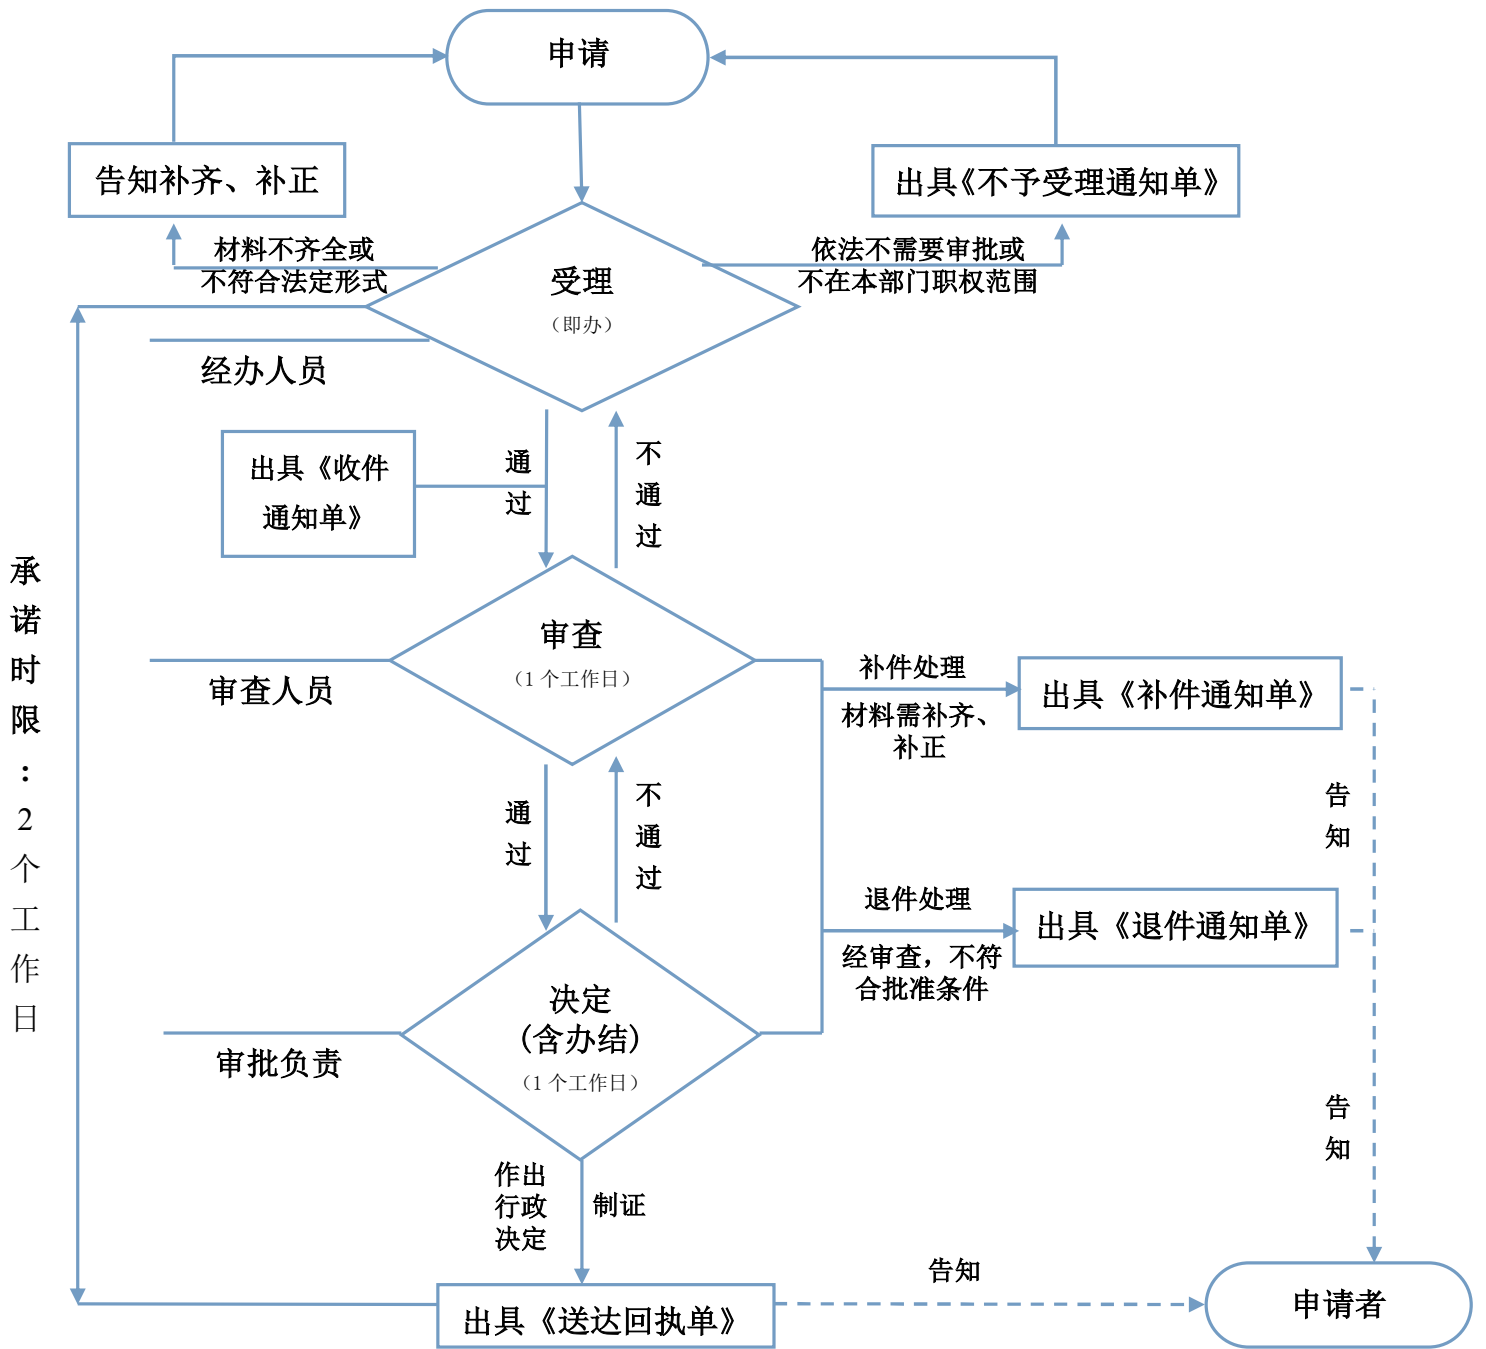 申请
告知补齐、补正
出具《不予受理通知单》
材料不齐全或
不符合法定形式
依法不需要审批或
不在本部门职权范围
受理
（即办）
经办人员
出具《收件
通知单》
通过
不通过
承诺时限：2个工作日
审查
（1 个工作日）
审查人员
补件处理
材料需补齐、
补正
出具《补件通知单》
告知
通过
不通过
退件处理
经审查，不符
合批准条件
出具《退件通知单》
决定
(含办结)
（1 个工作日）
审批负责
告知
作出
行政
决定
制证
出具《送达回执单》
告知
申请者